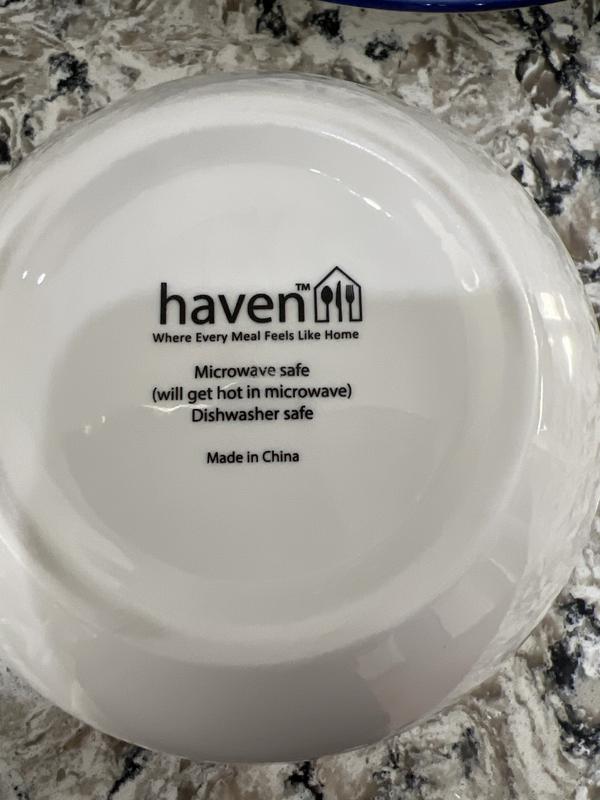 haven™
Where Every Meal Feels Like Home
Microwave safe
(will get hot in microwave)
Dishwasher safe
Made in China